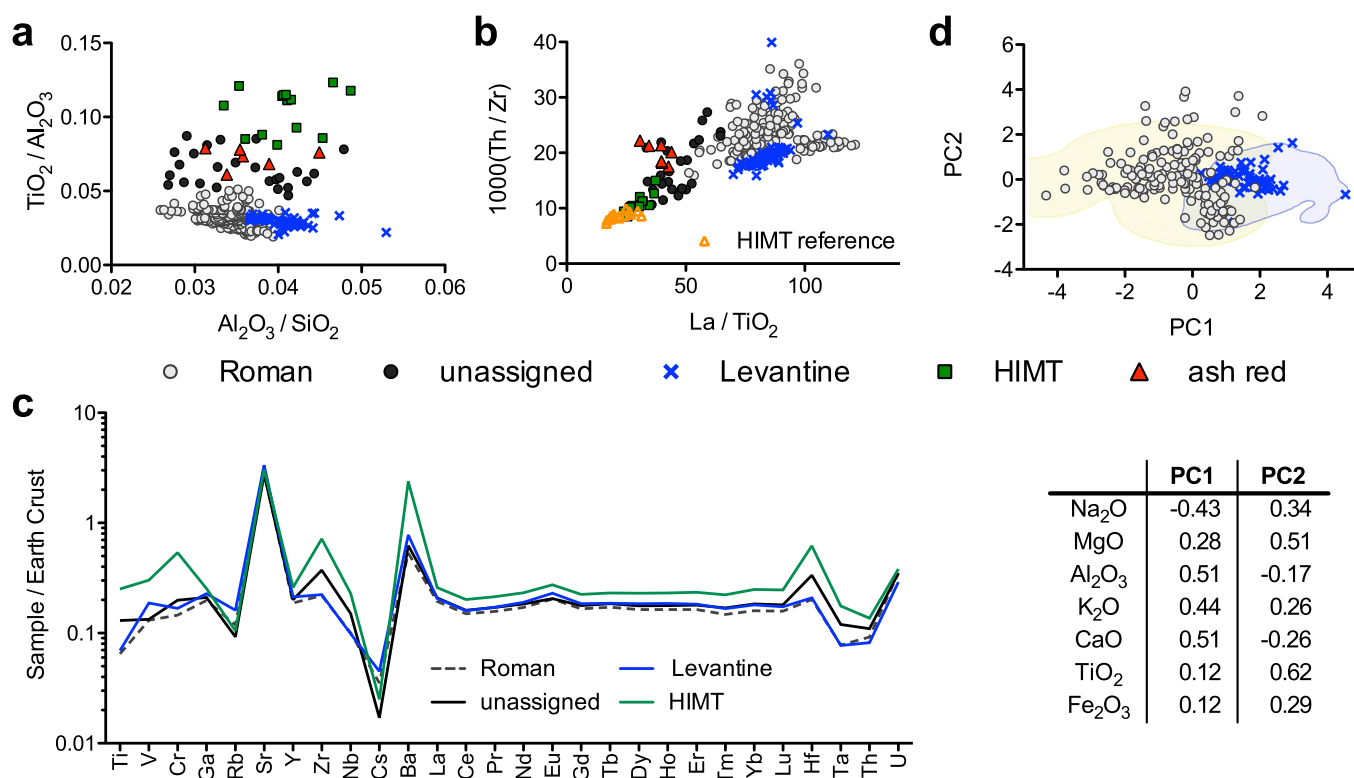 a
0.15
0.10
0.05
0.00
TiO2 / Al2O3
0.02
0.03
0.04
0.05
0.06
Al2O3 / SiO2
b
40
30
20
10
0
1000(Th / Zr)
HIMT reference
0
50
100
La / TiO2
d
6
4
2
0
-2
-4
PC2
-4
-2
0
2
4
PC1
Roman
unassigned
Levantine
HIMT
ash red
c
10
1
0.1
0.01
Sample / Earth Crust
Roman
Levantine
unassigned
HIMT
Ti V Cr Ga Rb Sr Y Zr Nb Cs Ba La Ce Pr Nd Eu Gd Tb Dy Ho Er Tm Yb Lu Hf Ta Th U
PC1 PC2
Na2O -0.43 0.34
MgO 0.28 0.51
Al2O3 0.51 -0.17
K2O 0.44 0.26
CaO 0.51 -0.26
TiO2 0.12 0.62
Fe2O3 0.12 0.29